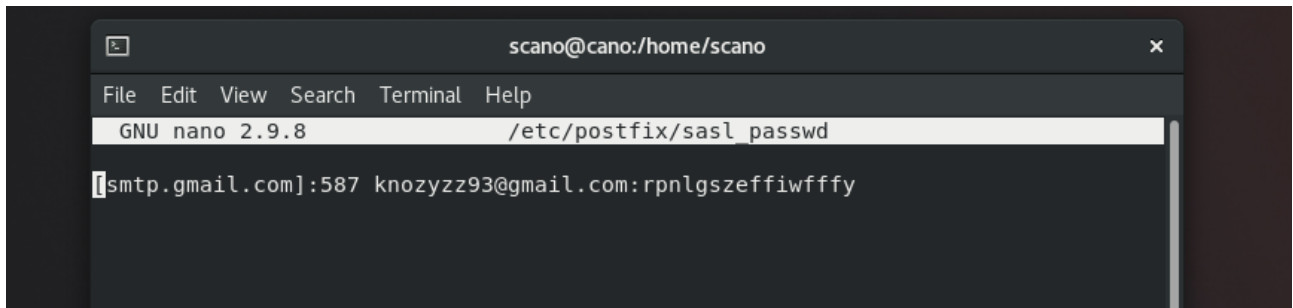 scano@cano:/home/scano
File Edit View Search Terminal Help
GNU nano 2.9.8 /etc/postfix/sasl_passwd
[smtp.gmail.com]:587 knozyzz93@gmail.com:rpnlgszeffiwfffy